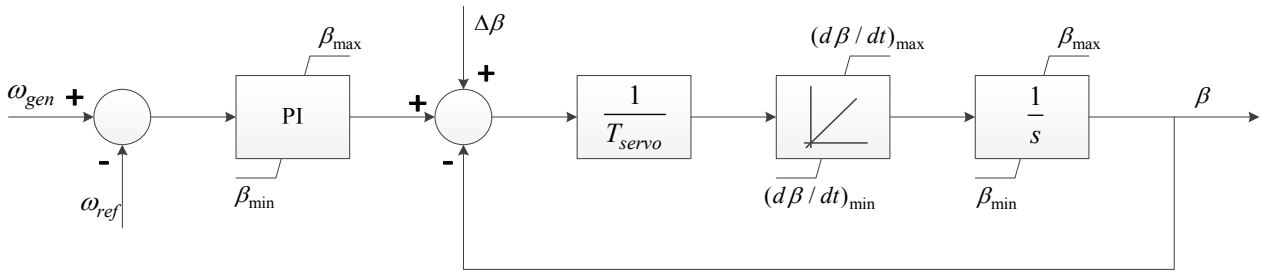 Δβ
β_max
(dβ / dt)_max
β_max
ω_gen
+
+
+
PI
1
T_servo
1
s
β
-
-
β_min
(dβ / dt)_min
β_min
ω_ref